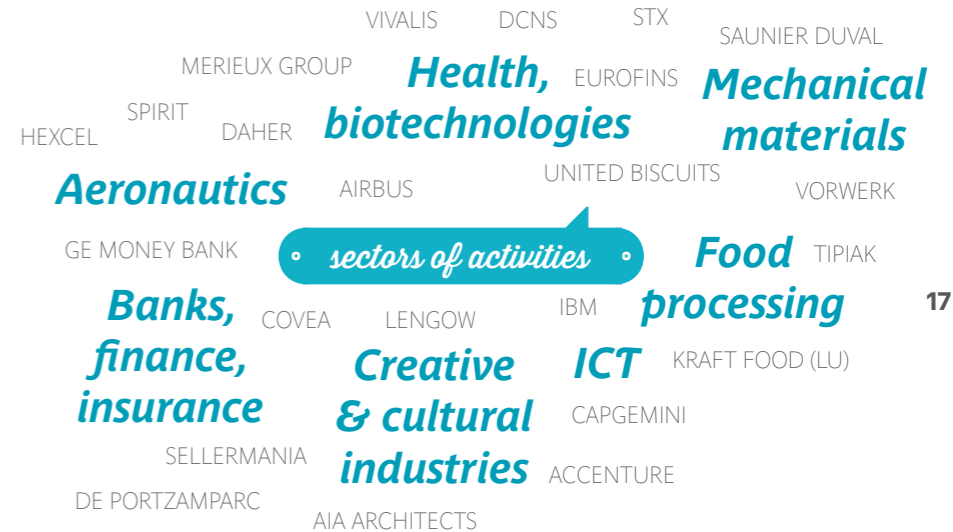 VIVALIS DCNS STX
SAUNIER DUVAL
MERIEUX GROUP Health, EUROFINS Mechanical
SPIRIT
HEXCEL DAHER biotechnologies materials
UNITED BISCUITS
Aeronautics AIRBUS VORWERK
GE MONEY BANK sectors of activities Food TIPIAK
Banks, COVEA LENGOW IBM processing 17
finance, Creative ICT KRAFT FOOD (LU)
insurance & cultural CAPGEMINI
SELLERMANIA industries ACCENTURE
DE PORTZAMPARC
AIA ARCHITECTS